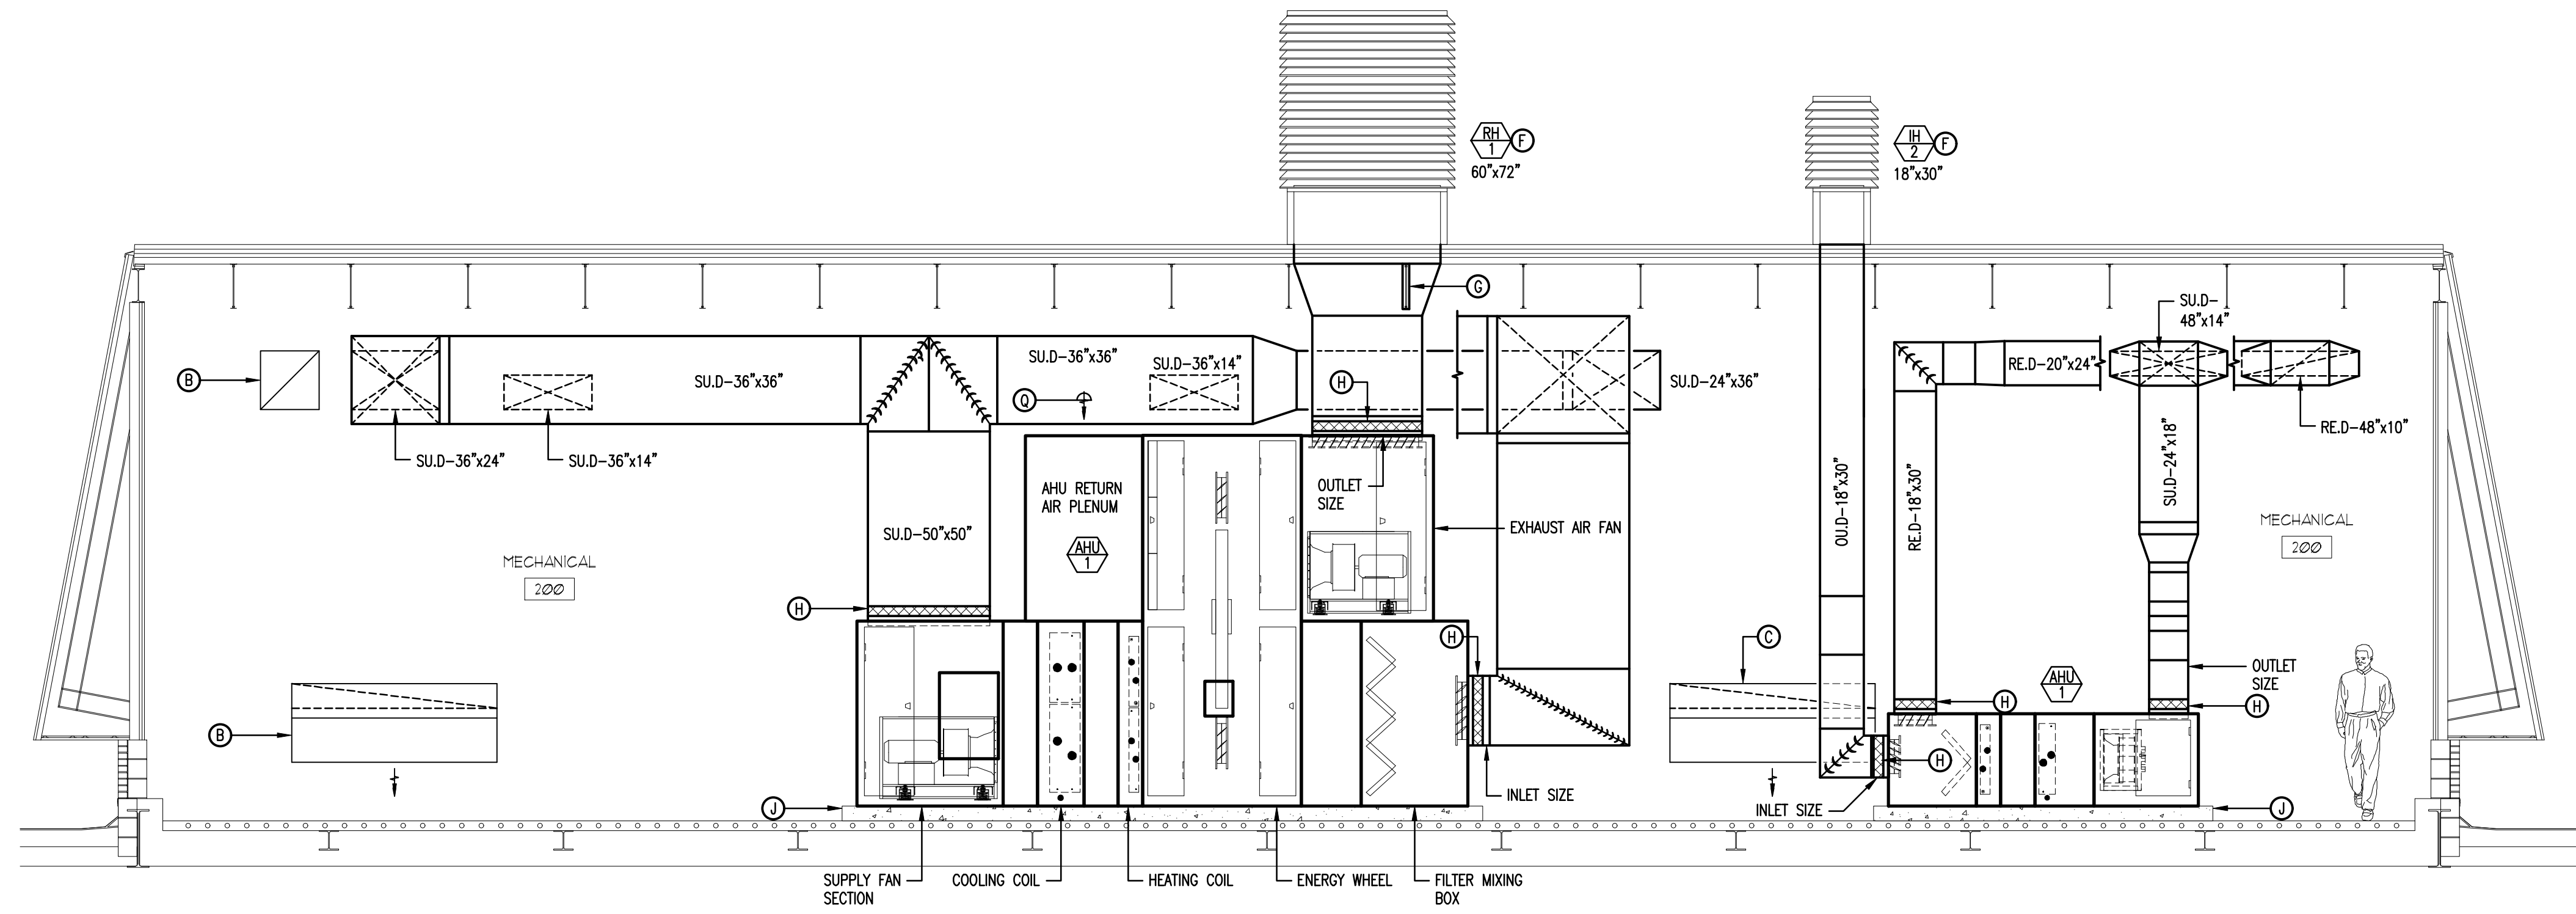 RH
1
F
60"x72"
IH
2
F
18"x30"
G
SU.D-
48"x14"
B
SU.D-36"x36"
SU.D-36"x36"
SU.D-36"x14"
H
Q
SU.D-24"x36"
RE.D-20"x24"
RE.D-48"x10"
SU.D-36"x24"
SU.D-36"x14"
AHU RETURN
AIR PLENUM
OUTLET
SIZE
OU.D-18"x30"
RE.D-18"x30"
SU.D-24"x18"
SU.D-50"x50"
EXHAUST AIR FAN
AHU
1
MECHANICAL
200
MECHANICAL
200
H
H
C
AHU
1
OUTLET
SIZE
H
H
B
H
INLET SIZE
INLET SIZE
J
J
SUPPLY FAN
SECTION
COOLING COIL
HEATING COIL
ENERGY WHEEL
FILTER MIXING
BOX